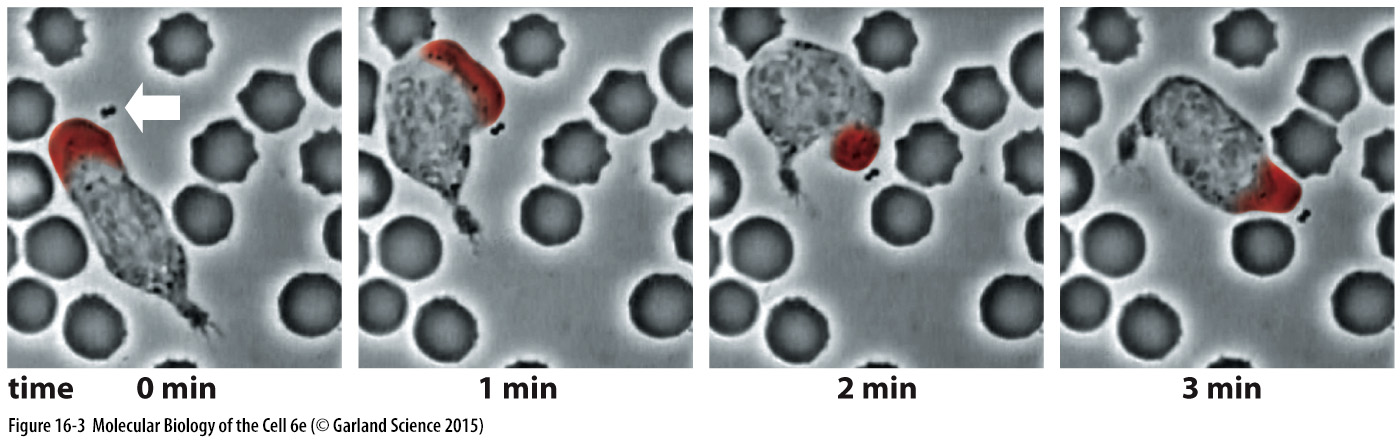 time 0 min 1 min 2 min 3 min
Figure 16-3 Molecular Biology of the Cell 6e (© Garland Science 2015)